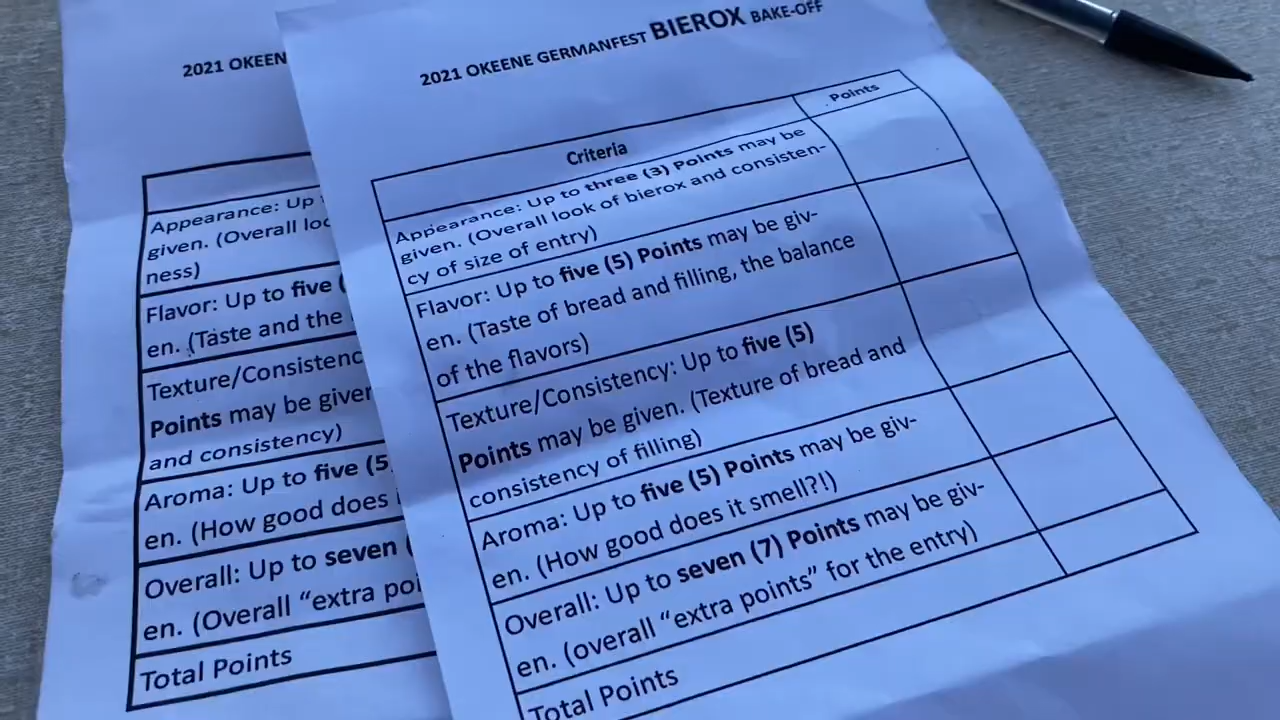 2021 OKEEN
Appearance: Up
given. (Overall loo
ness)
Flavor: Up to five (
en. (Taste and the
Texture/Consistenc
Points may be giver
and consistency)
Aroma: Up to five (5
en. (How good does
Overall: Up to seven (
en. (Overall “extra poi
Total Points
2021 OKEENE GERMANFEST BIEROX BAKE-OFF
Criteria
Points
Appearance: Up to three (3) Points may be
given. (Overall look of bierox and consisten-
cy of size of entry)
Flavor: Up to five (5) Points may be giv-
en. (Taste of bread and filling, the balance
of the flavors)
Texture/Consistency: Up to five (5)
Points may be given. (Texture of bread and
consistency of filling)
Aroma: Up to five (5) Points may be giv-
en. (How good does it smell?!)
Overall: Up to seven (7) Points may be giv-
en. (overall “extra points” for the entry)
Total Points